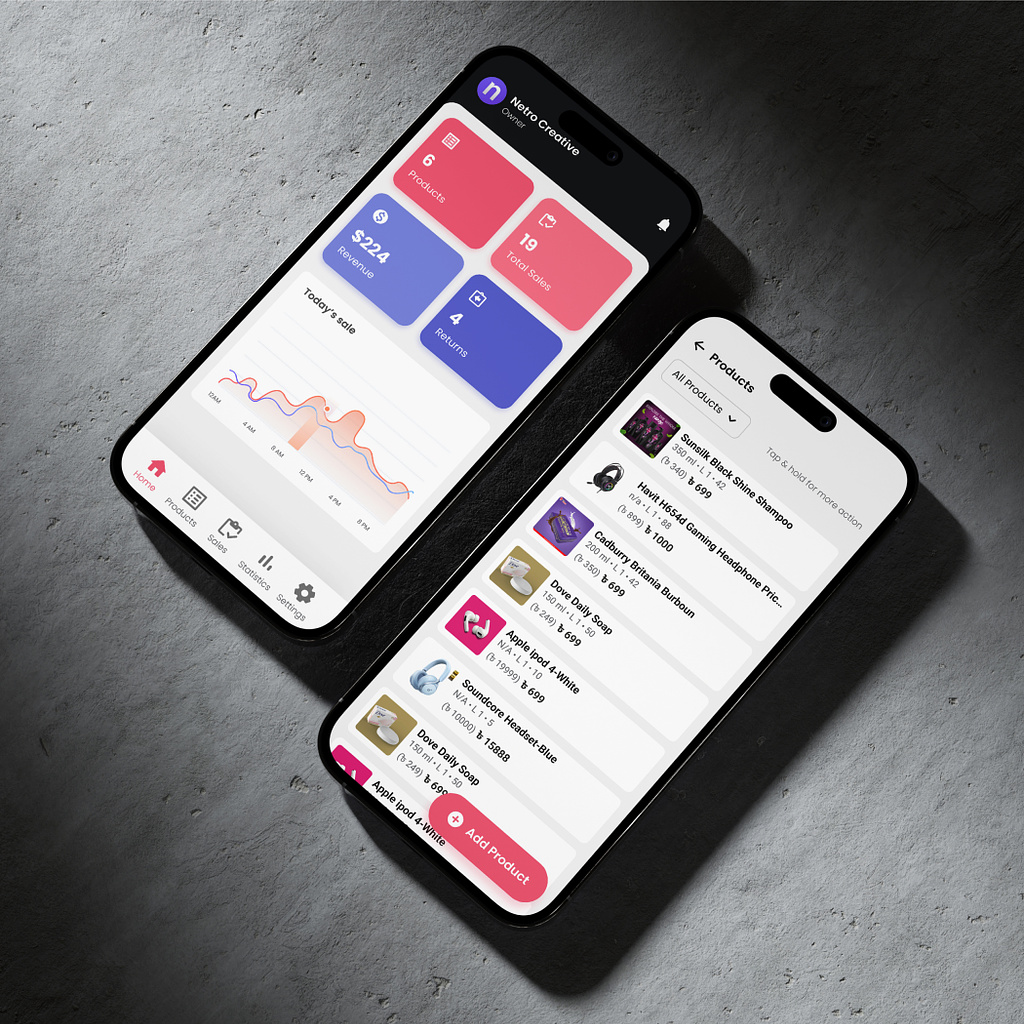 n
Netro Creative
Owner
6
Products
19
Total Sales
$224
Revenue
4
Returns
Today's sale
12AM
4 AM
8 AM
12 PM
4 PM
8 PM
Home
Products
Sales
Statistics
Settings
Products
All Products
Tap & hold for more action
Sunsilk Black Shine Shampoo
350 ml • L 1 • 42
(৳ 340) ৳ 699
Havit H654d Gaming Headphone Pric...
n/a • L 1 • 88
(৳ 899) ৳ 1000
Cadburry Britania Burboun
200 ml • L 1 • 42
(৳ 350) ৳ 699
Dove Daily Soap
150 ml • L 1 • 50
(৳ 249) ৳ 699
Apple ipod 4-White
N/A • L 1 • 10
(৳ 19999) ৳ 699
Soundcore Headset-Blue
N/A • L 1 • 5
(৳ 10000) ৳ 15888
Dove Daily Soap
150 ml • L 1 • 50
(৳ 249) ৳ 699
Apple ipod 4-White
Add Product